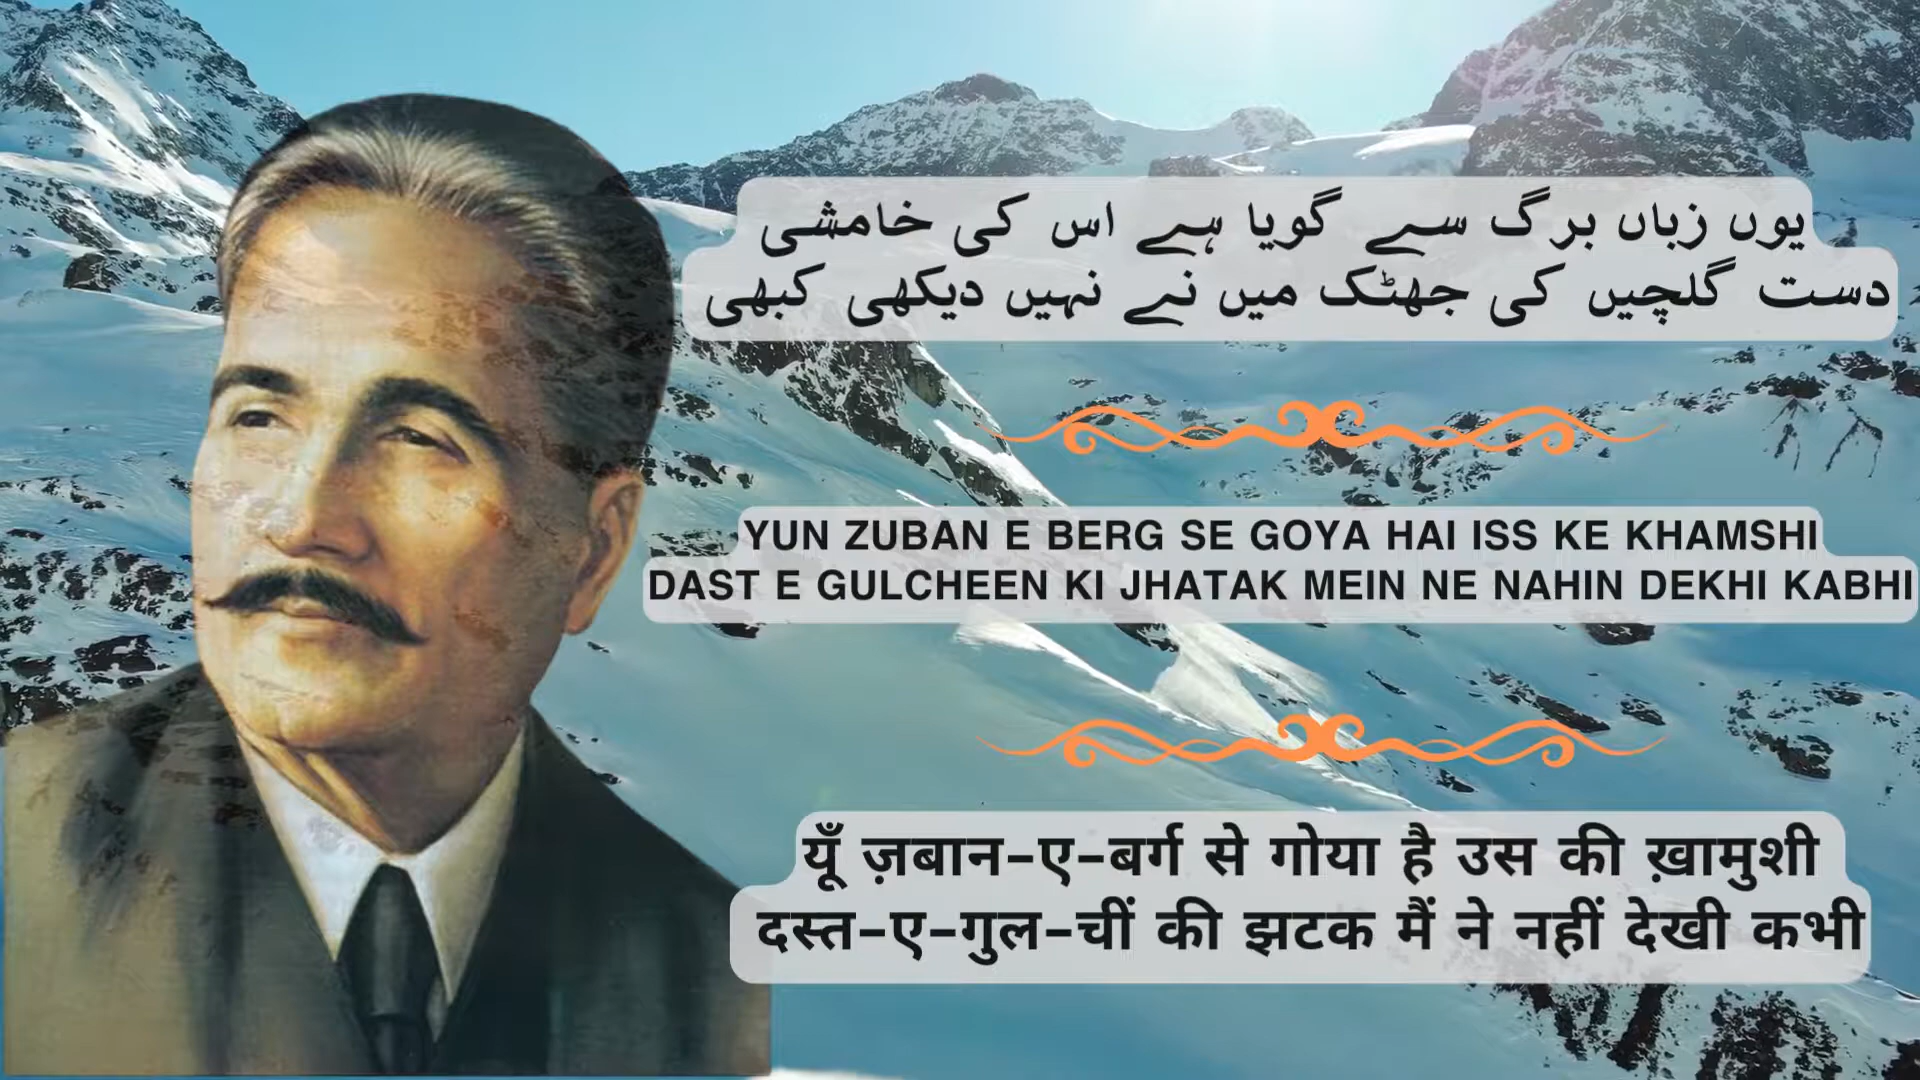 یوں زباں برگ سے گویا ہے اس کی خامشی
دست گلچیں کی جھٹک میں نے نہیں دیکھی کبھی
YUN ZUBAN E BERG SE GOYA HAI ISS KE KHAMSHI
DAST E GULCHEEN KI JHATAK MEIN NE NAHIN DEKHI KABHI
यूँ ज़बान-ए-बर्ग से गोया है उस की ख़ामुशी
दस्त-ए-गुल-चीं की झटक मैं ने नहीं देखी कभी